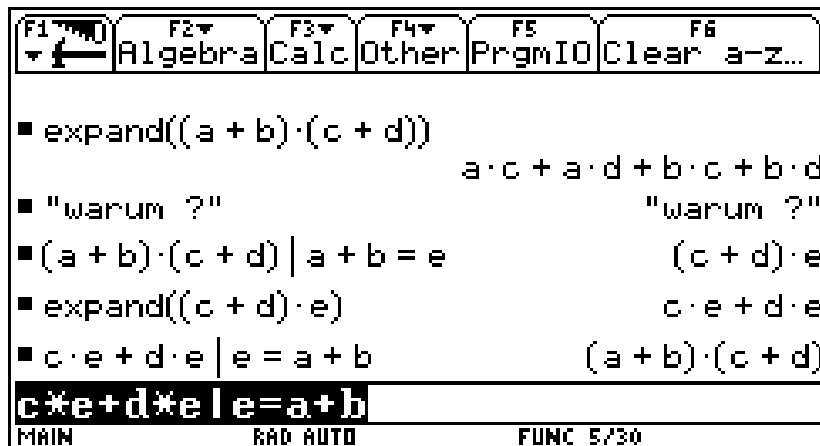 F1 F2 F3 F4 F5 F6
Algebra Calc Other PrgmIO Clear a-z…
expand((a + b)·(c + d))
a·c + a·d + b·c + b·d
"warum ?" "warum ?"
(a + b)·(c + d) | a + b = e (c + d)·e
expand((c + d)·e) c·e + d·e
c·e + d·e | e = a + b (a + b)·(c + d)
c*e+d*e|e=a+b
MAIN RAD AUTO FUNC 5/30